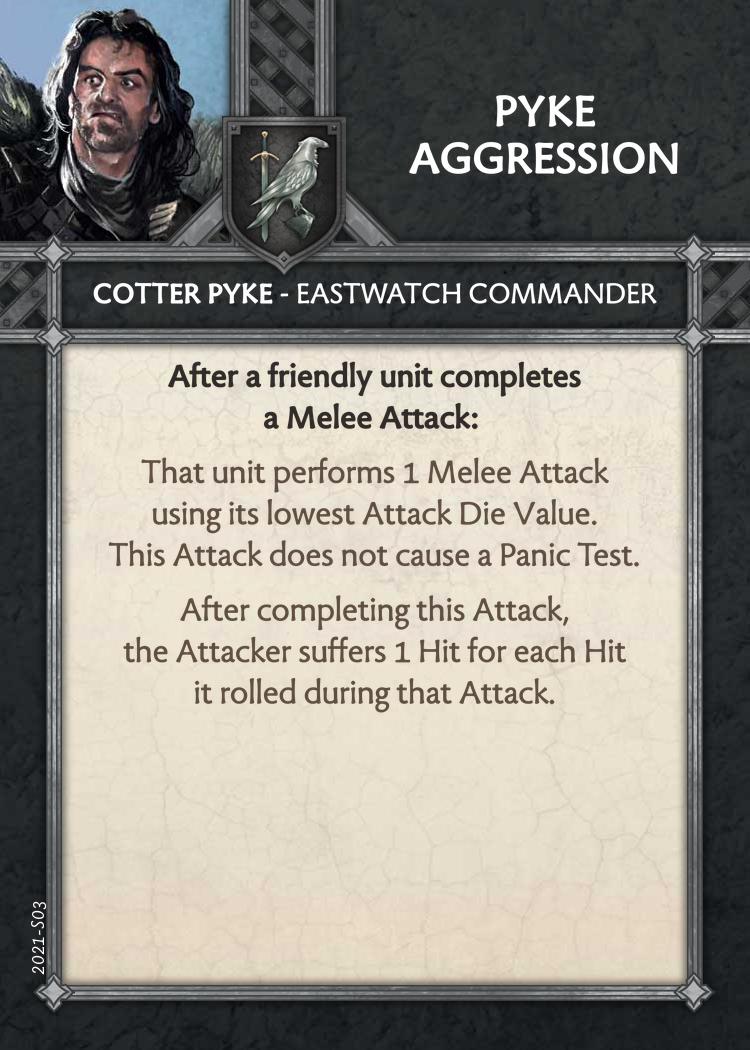 PYKE
AGGRESSION
COTTER PYKE - EASTWATCH COMMANDER
After a friendly unit completes
a Melee Attack:
That unit performs 1 Melee Attack
using its lowest Attack Die Value.
This Attack does not cause a Panic Test.
After completing this Attack,
the Attacker suffers 1 Hit for each Hit
it rolled during that Attack.
2021-S03